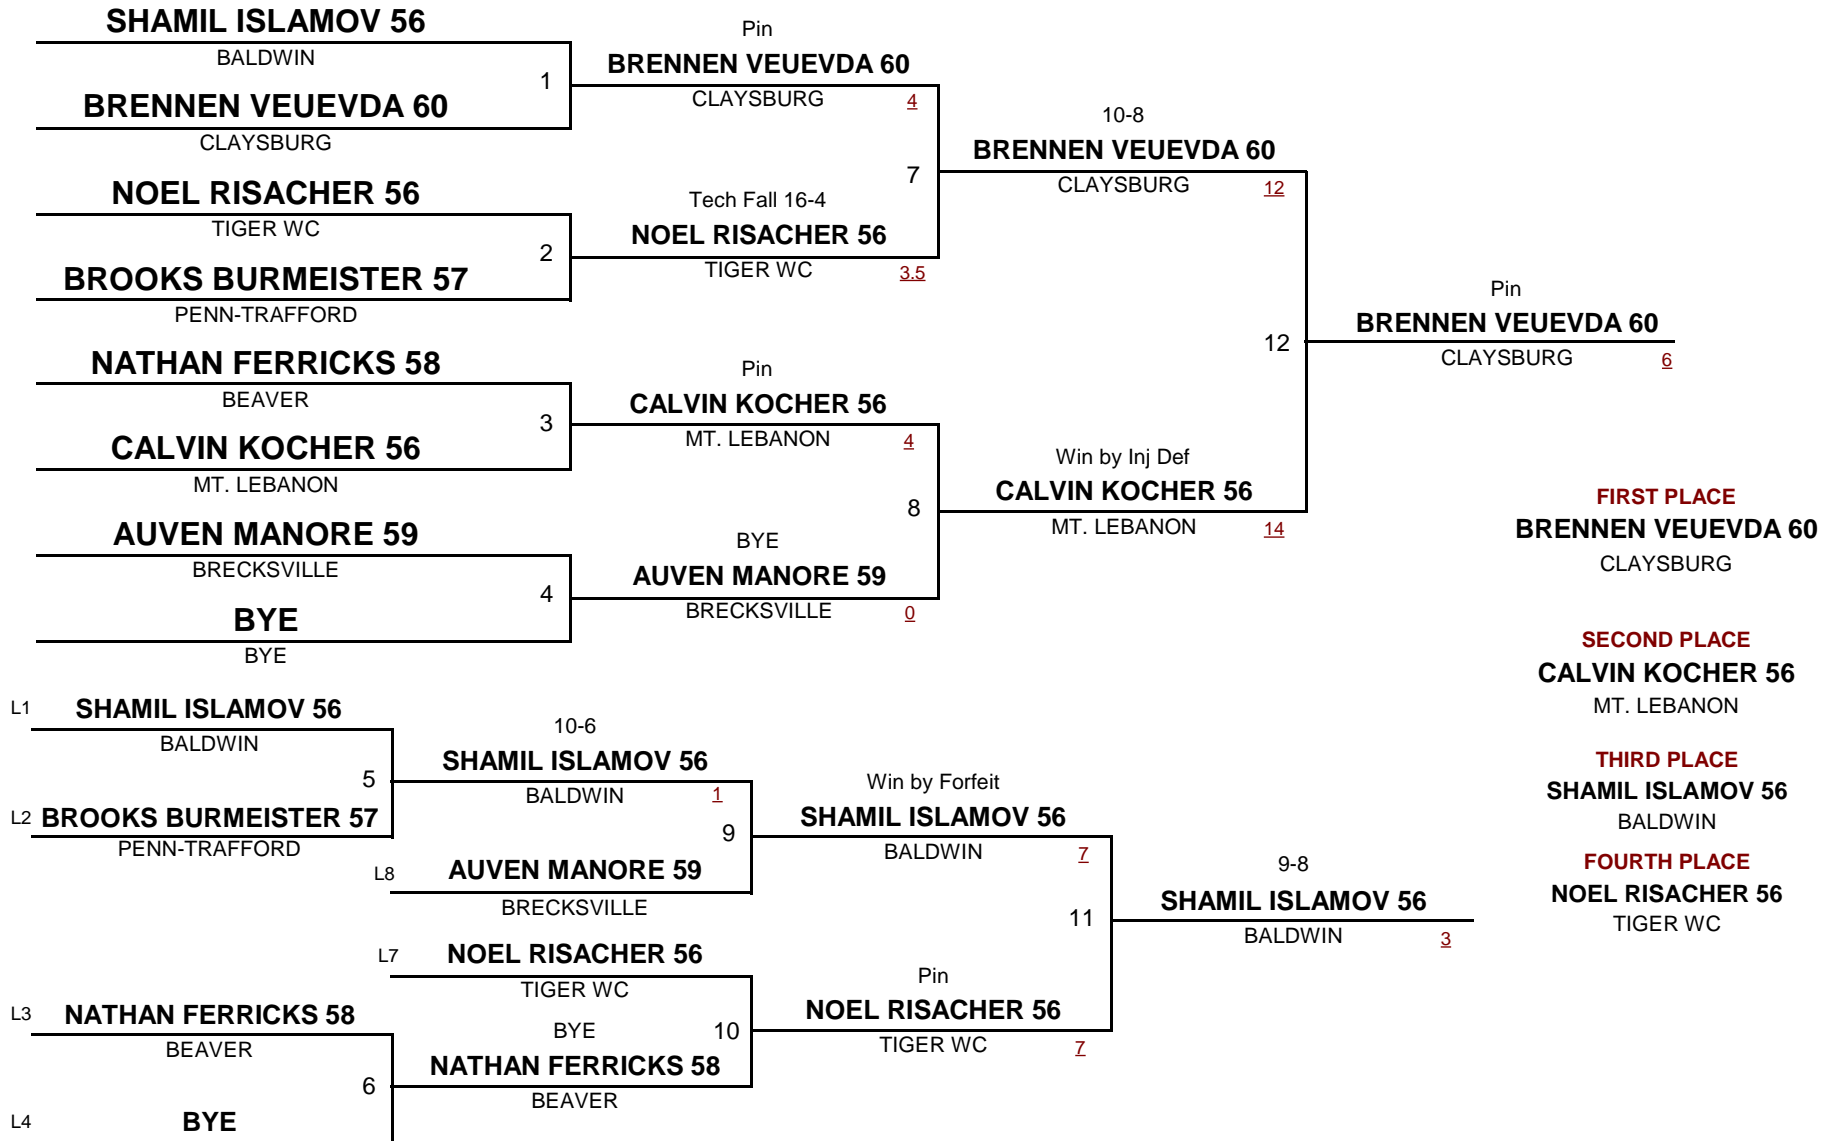 SHAMIL ISLAMOV 56
BALDWIN
1
BRENNEN VEUEVDA 60
CLAYSBURG
NOEL RISACHER 56
TIGER WC
2
BROOKS BURMEISTER 57
PENN-TRAFFORD
NATHAN FERRICKS 58
BEAVER
3
CALVIN KOCHER 56
MT. LEBANON
AUVEN MANORE 59
BRECKSVILLE
4
BYE
BYE
Pin
BRENNEN VEUEVDA 60
CLAYSBURG 4
7
Tech Fall 16-4
NOEL RISACHER 56
TIGER WC 3.5
Pin
CALVIN KOCHER 56
MT. LEBANON 4
8
BYE
AUVEN MANORE 59
BRECKSVILLE 0
10-8
BRENNEN VEUEVDA 60
CLAYSBURG 12
12
Win by Inj Def
CALVIN KOCHER 56
MT. LEBANON 14
Pin
BRENNEN VEUEVDA 60
CLAYSBURG 6
FIRST PLACE
BRENNEN VEUEVDA 60
CLAYSBURG
SECOND PLACE
CALVIN KOCHER 56
MT. LEBANON
THIRD PLACE
SHAMIL ISLAMOV 56
BALDWIN
FOURTH PLACE
NOEL RISACHER 56
TIGER WC
L1 SHAMIL ISLAMOV 56
BALDWIN
5
L2 BROOKS BURMEISTER 57
PENN-TRAFFORD
L3 NATHAN FERRICKS 58
BEAVER
6
L4 BYE
10-6
SHAMIL ISLAMOV 56
BALDWIN 1
9
L8 AUVEN MANORE 59
BRECKSVILLE
L7 NOEL RISACHER 56
TIGER WC
BYE 10
NATHAN FERRICKS 58
BEAVER
Win by Forfeit
SHAMIL ISLAMOV 56
BALDWIN 7
11
Pin
NOEL RISACHER 56
TIGER WC 7
9-8
SHAMIL ISLAMOV 56
BALDWIN 3